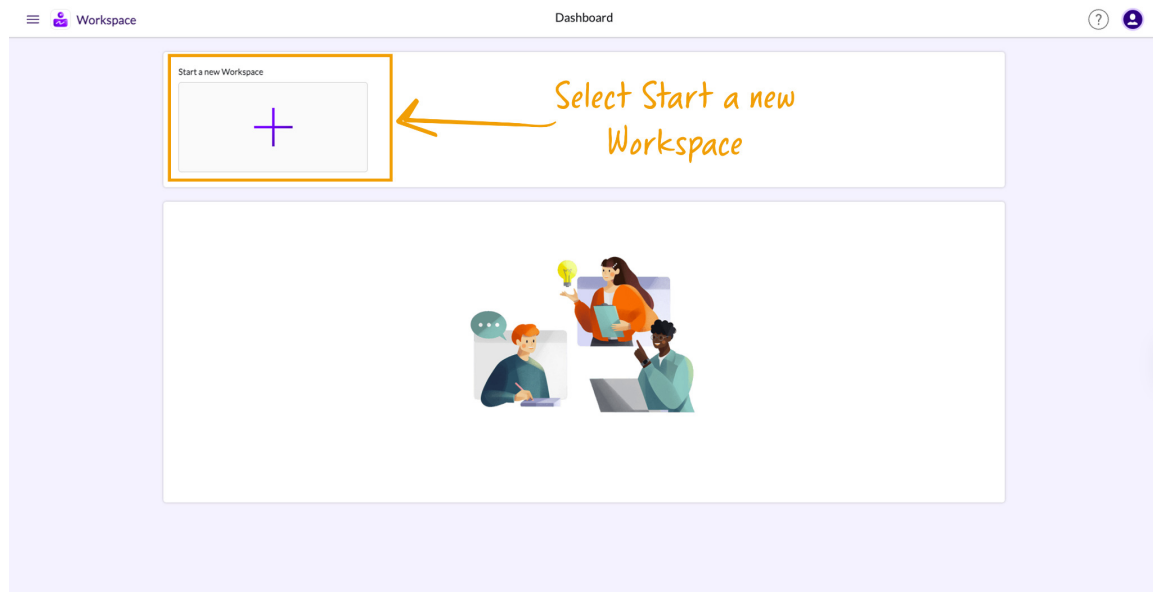 Workspace
Dashboard
?
Start a new Workspace
Select Start a new
Workspace